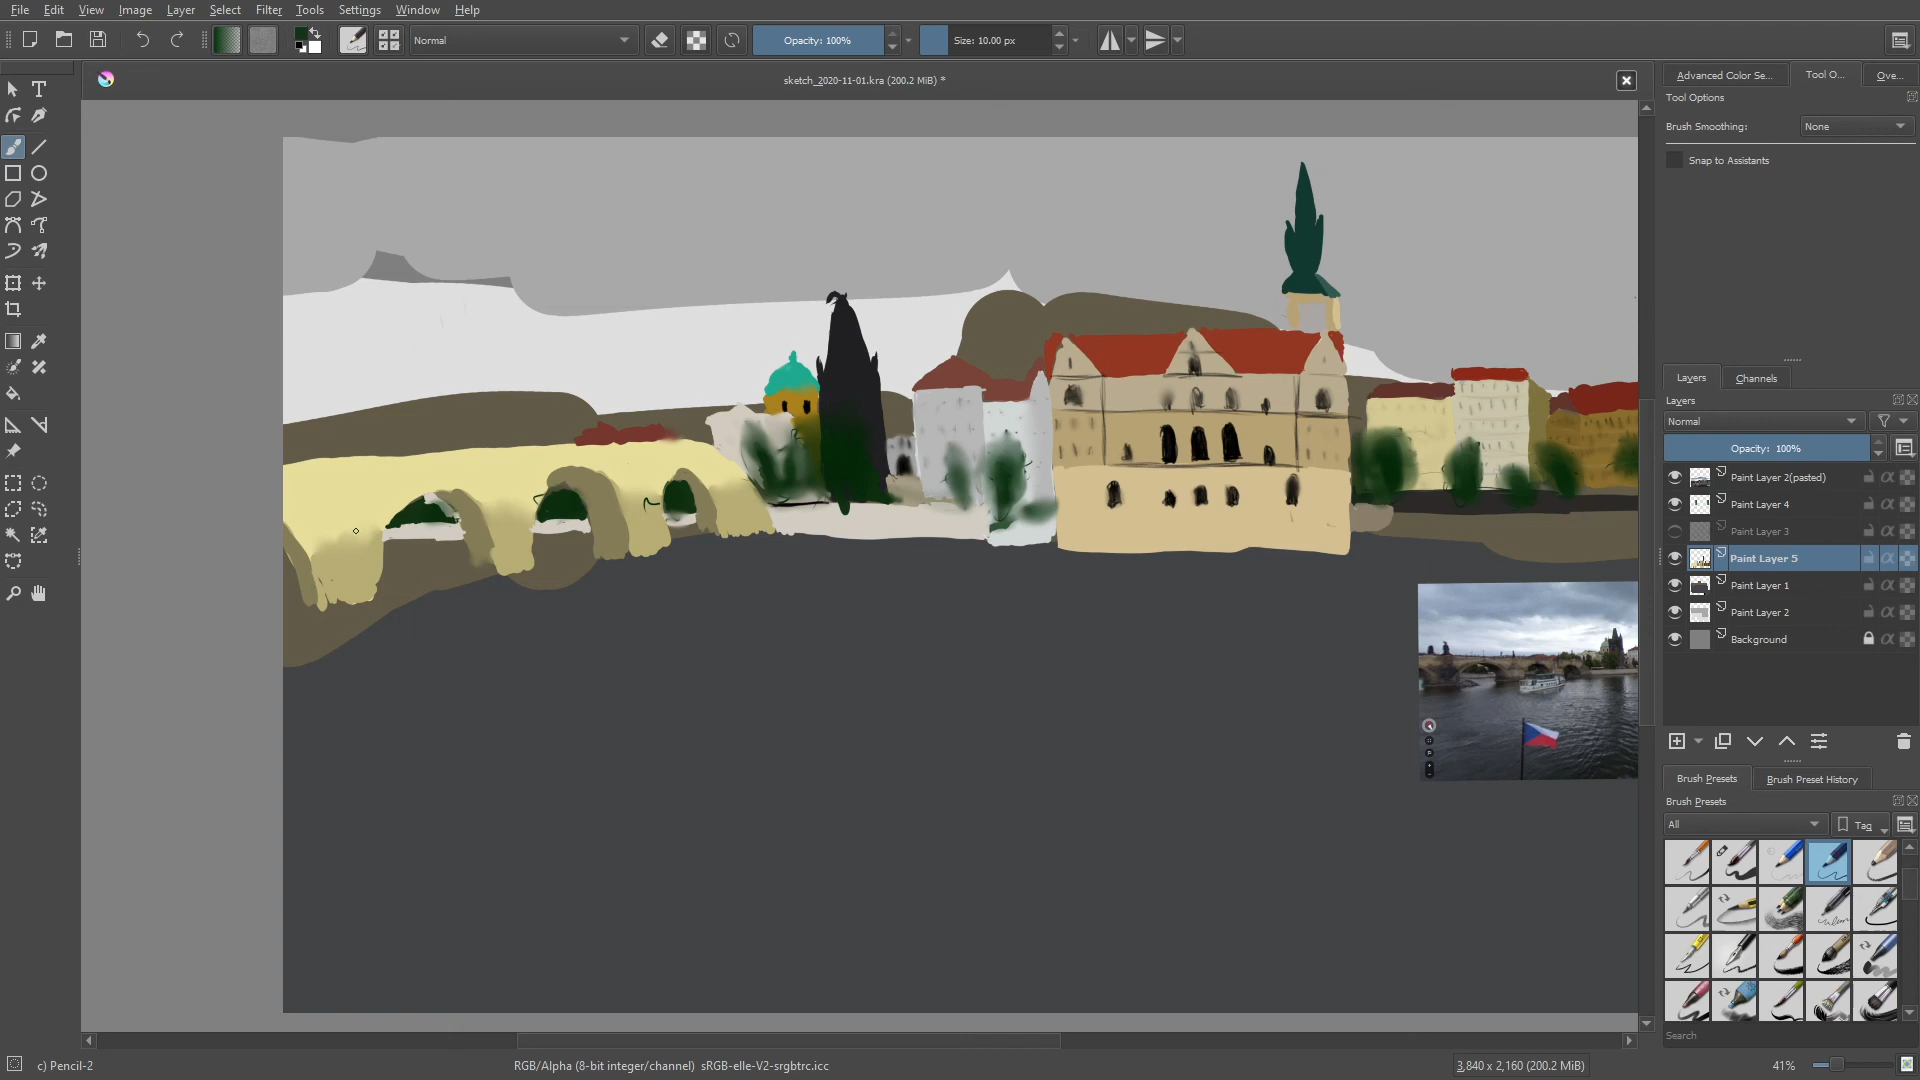 File Edit View Image Layer Select Filter Tools Settings Window Help
Normal Opacity: 100% Size: 10.00 px
sketch_2020-11-01.kra (200.2 MiB) *
Advanced Color Se... Tool O... Ove...
Tool Options
Brush Smoothing: None
Snap to Assistants
Layers Channels
Layers
Normal
Opacity: 100%
Paint Layer 2(pasted)
Paint Layer 4
Paint Layer 3
Paint Layer 5
Paint Layer 1
Paint Layer 2
Background
Brush Presets Brush Preset History
Brush Presets
All Tag
Search
c) Pencil-2 RGB/Alpha (8-bit integer/channel) sRGB-elle-V2-srgbtrc.icc 3,840 x 2,160 (200.2 MiB) 41%